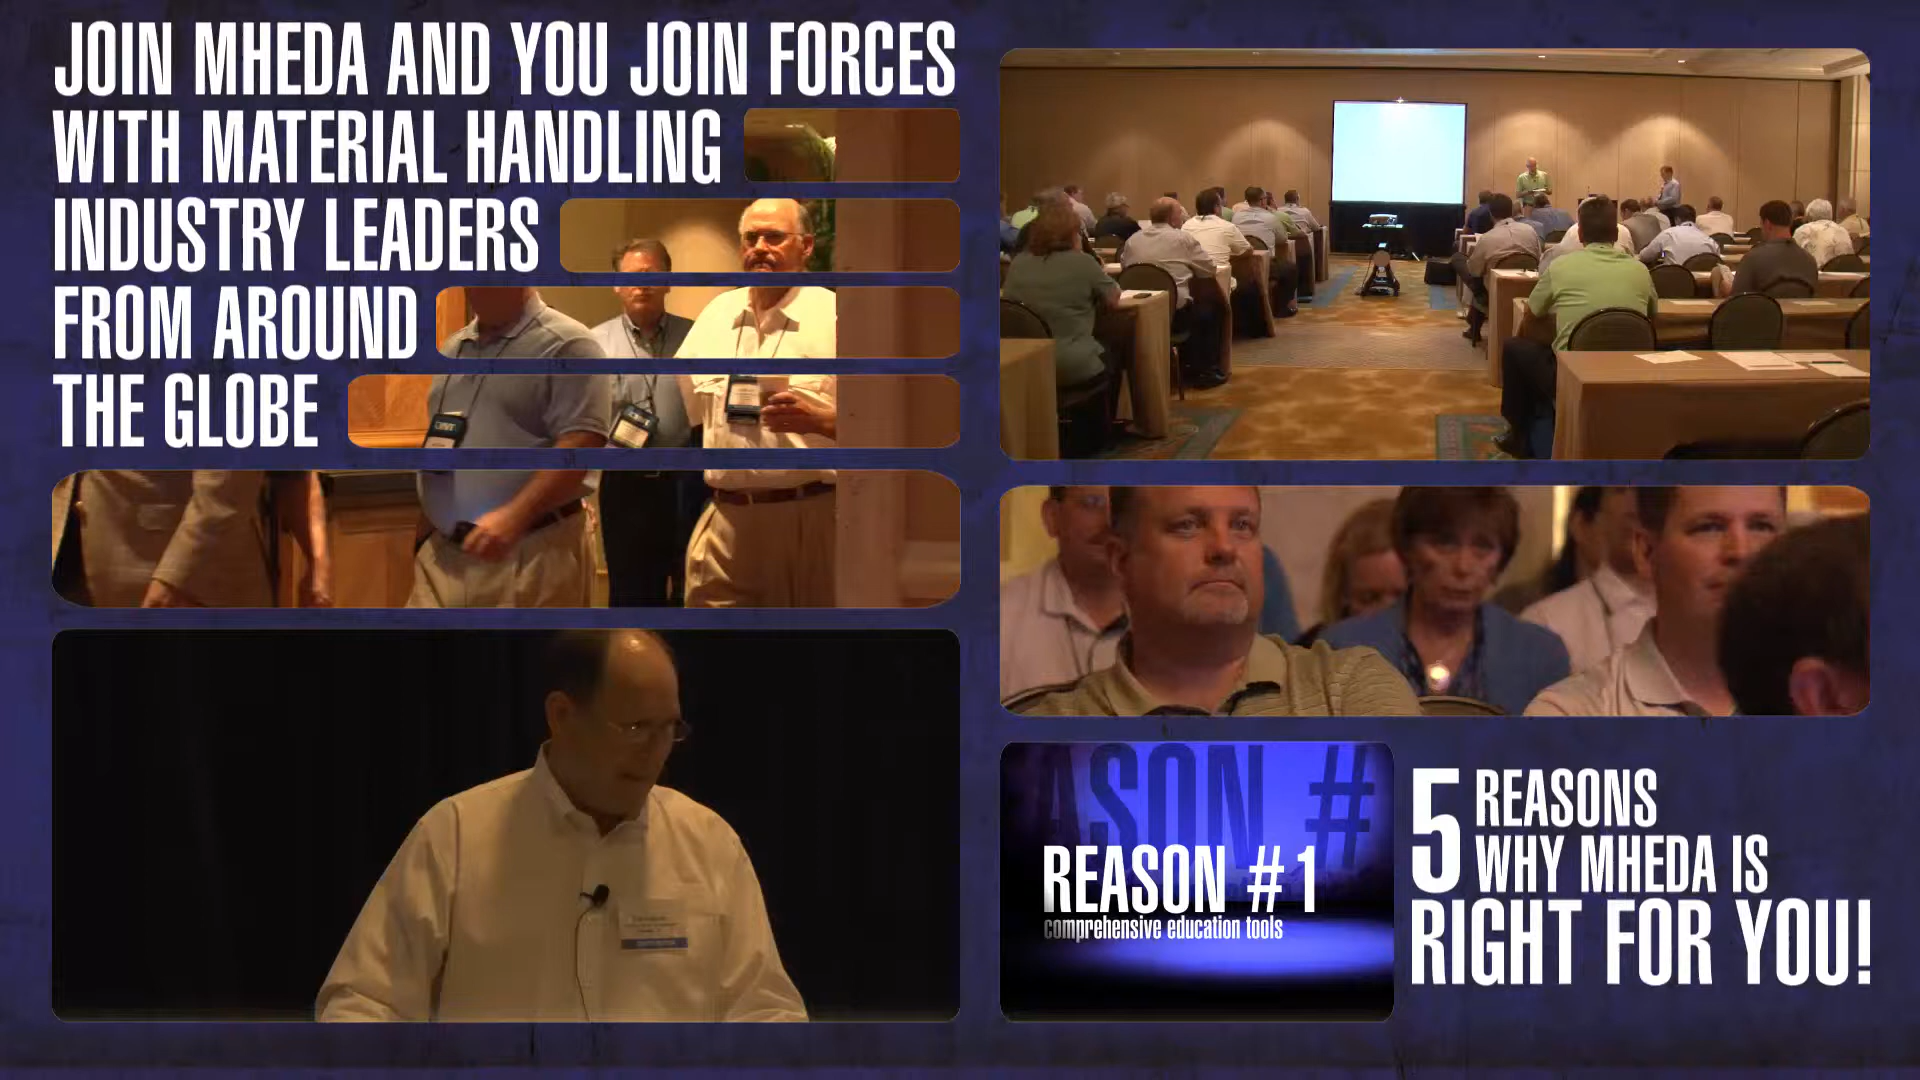 JOIN MHEDA AND YOU JOIN FORCES
WITH MATERIAL HANDLING
INDUSTRY LEADERS
FROM AROUND
THE GLOBE
ASON #
REASON #1
comprehensive education tools
5 REASONS
WHY MHEDA IS
RIGHT FOR YOU!